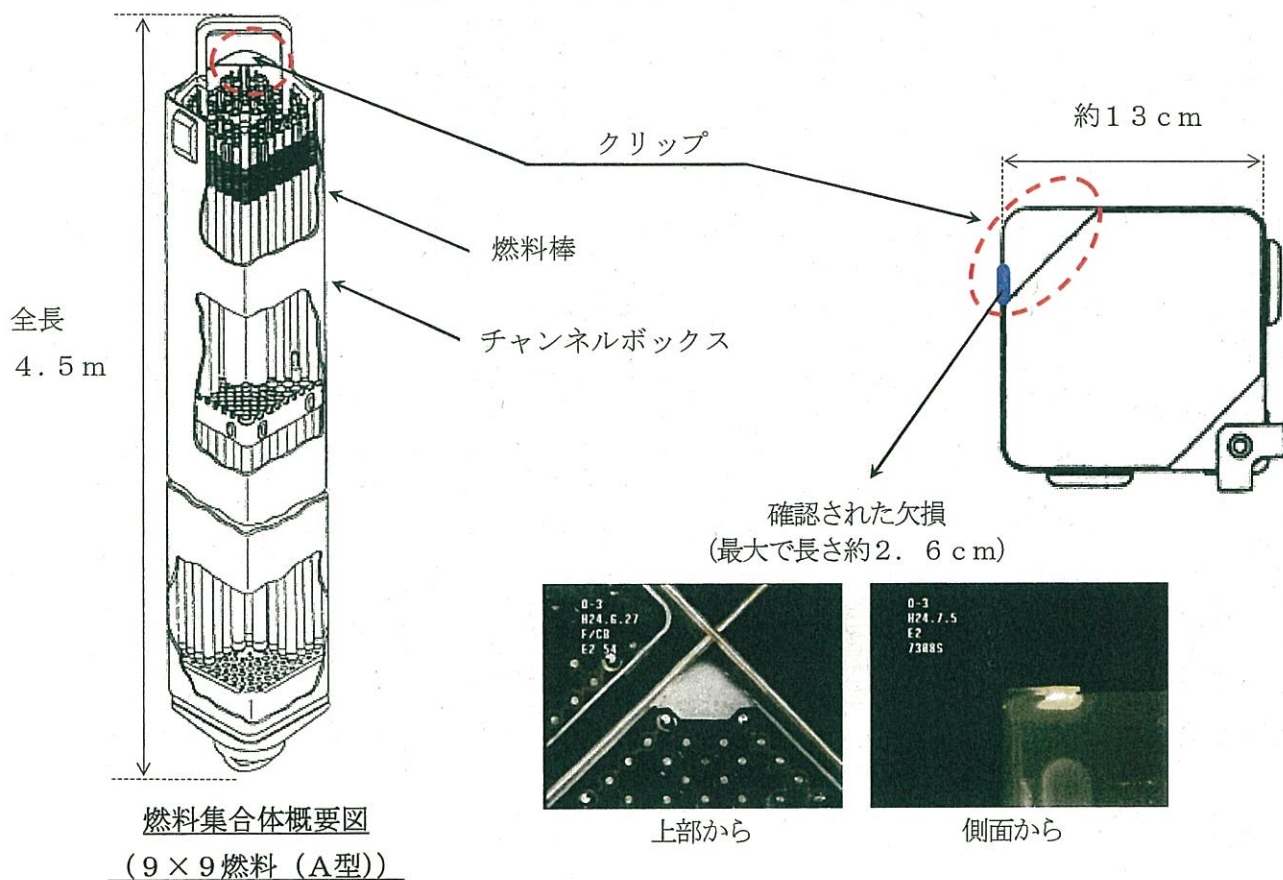 クリップ
約13cm
燃料棒
チャンネルボックス
全長
4.5m
確認された欠損
(最大で長さ約2.6cm)
O-3
H24.6.27
F/CB
E2 54
O-3
H24.7.5
E2
7308S
上部から
側面から
燃料集合体概要図
(9×9燃料(A型))